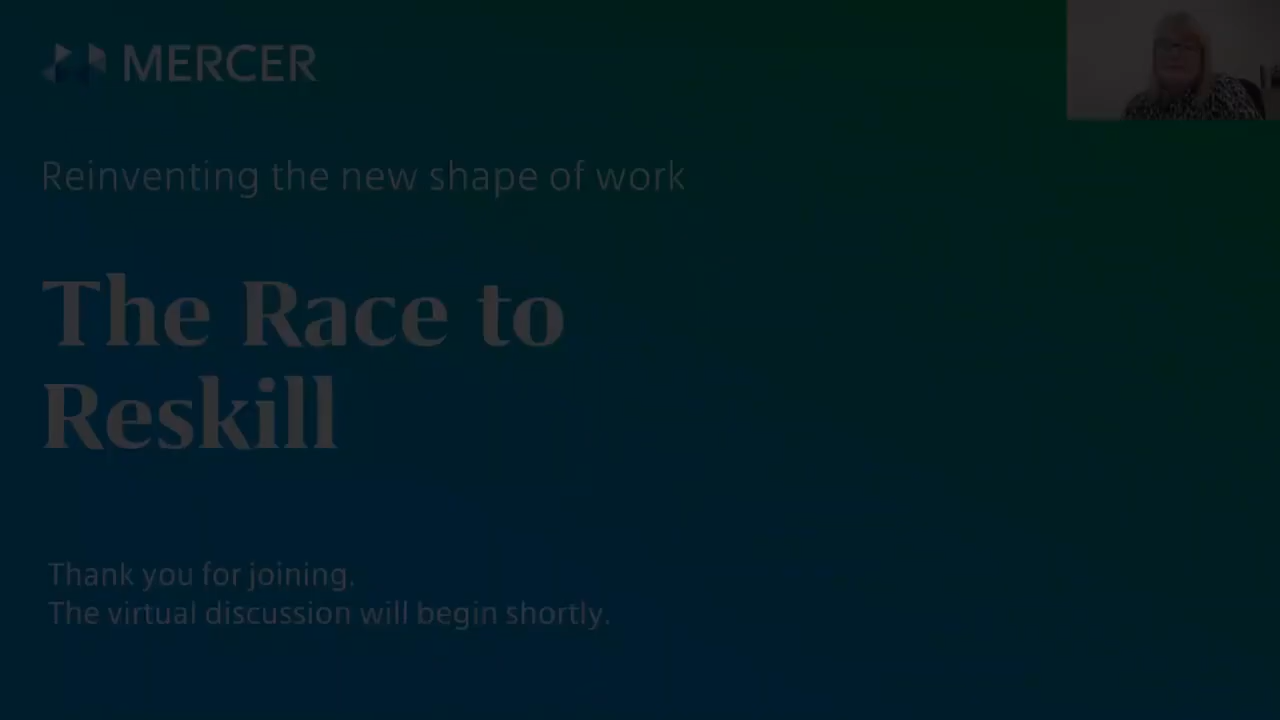 MERCER
Reinventing the new shape of work
The Race to
Reskill
Thank you for joining.
The virtual discussion will begin shortly.